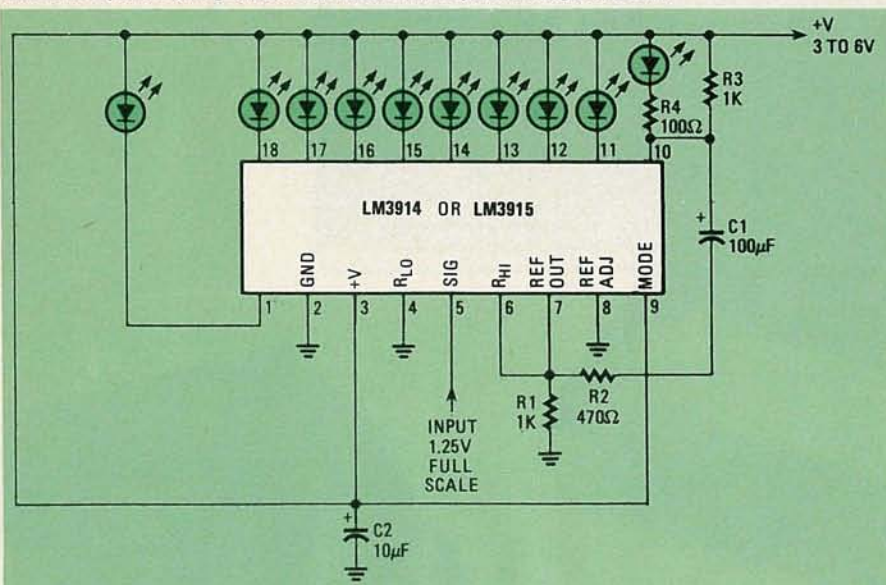 +V
3 TO 6V
R3
1K
R4
100Ω
18 17 16 15 14 13 12 11 10
LM3914 OR LM3915
C1
+
100μF
GND
+V
RLO
SIG
RHI
REF OUT
REF ADJ
MODE
1 2 3 4 5 6 7 8 9
R1
1K
R2
470Ω
INPUT
1.25V
FULL
SCALE
+
C2
10μF